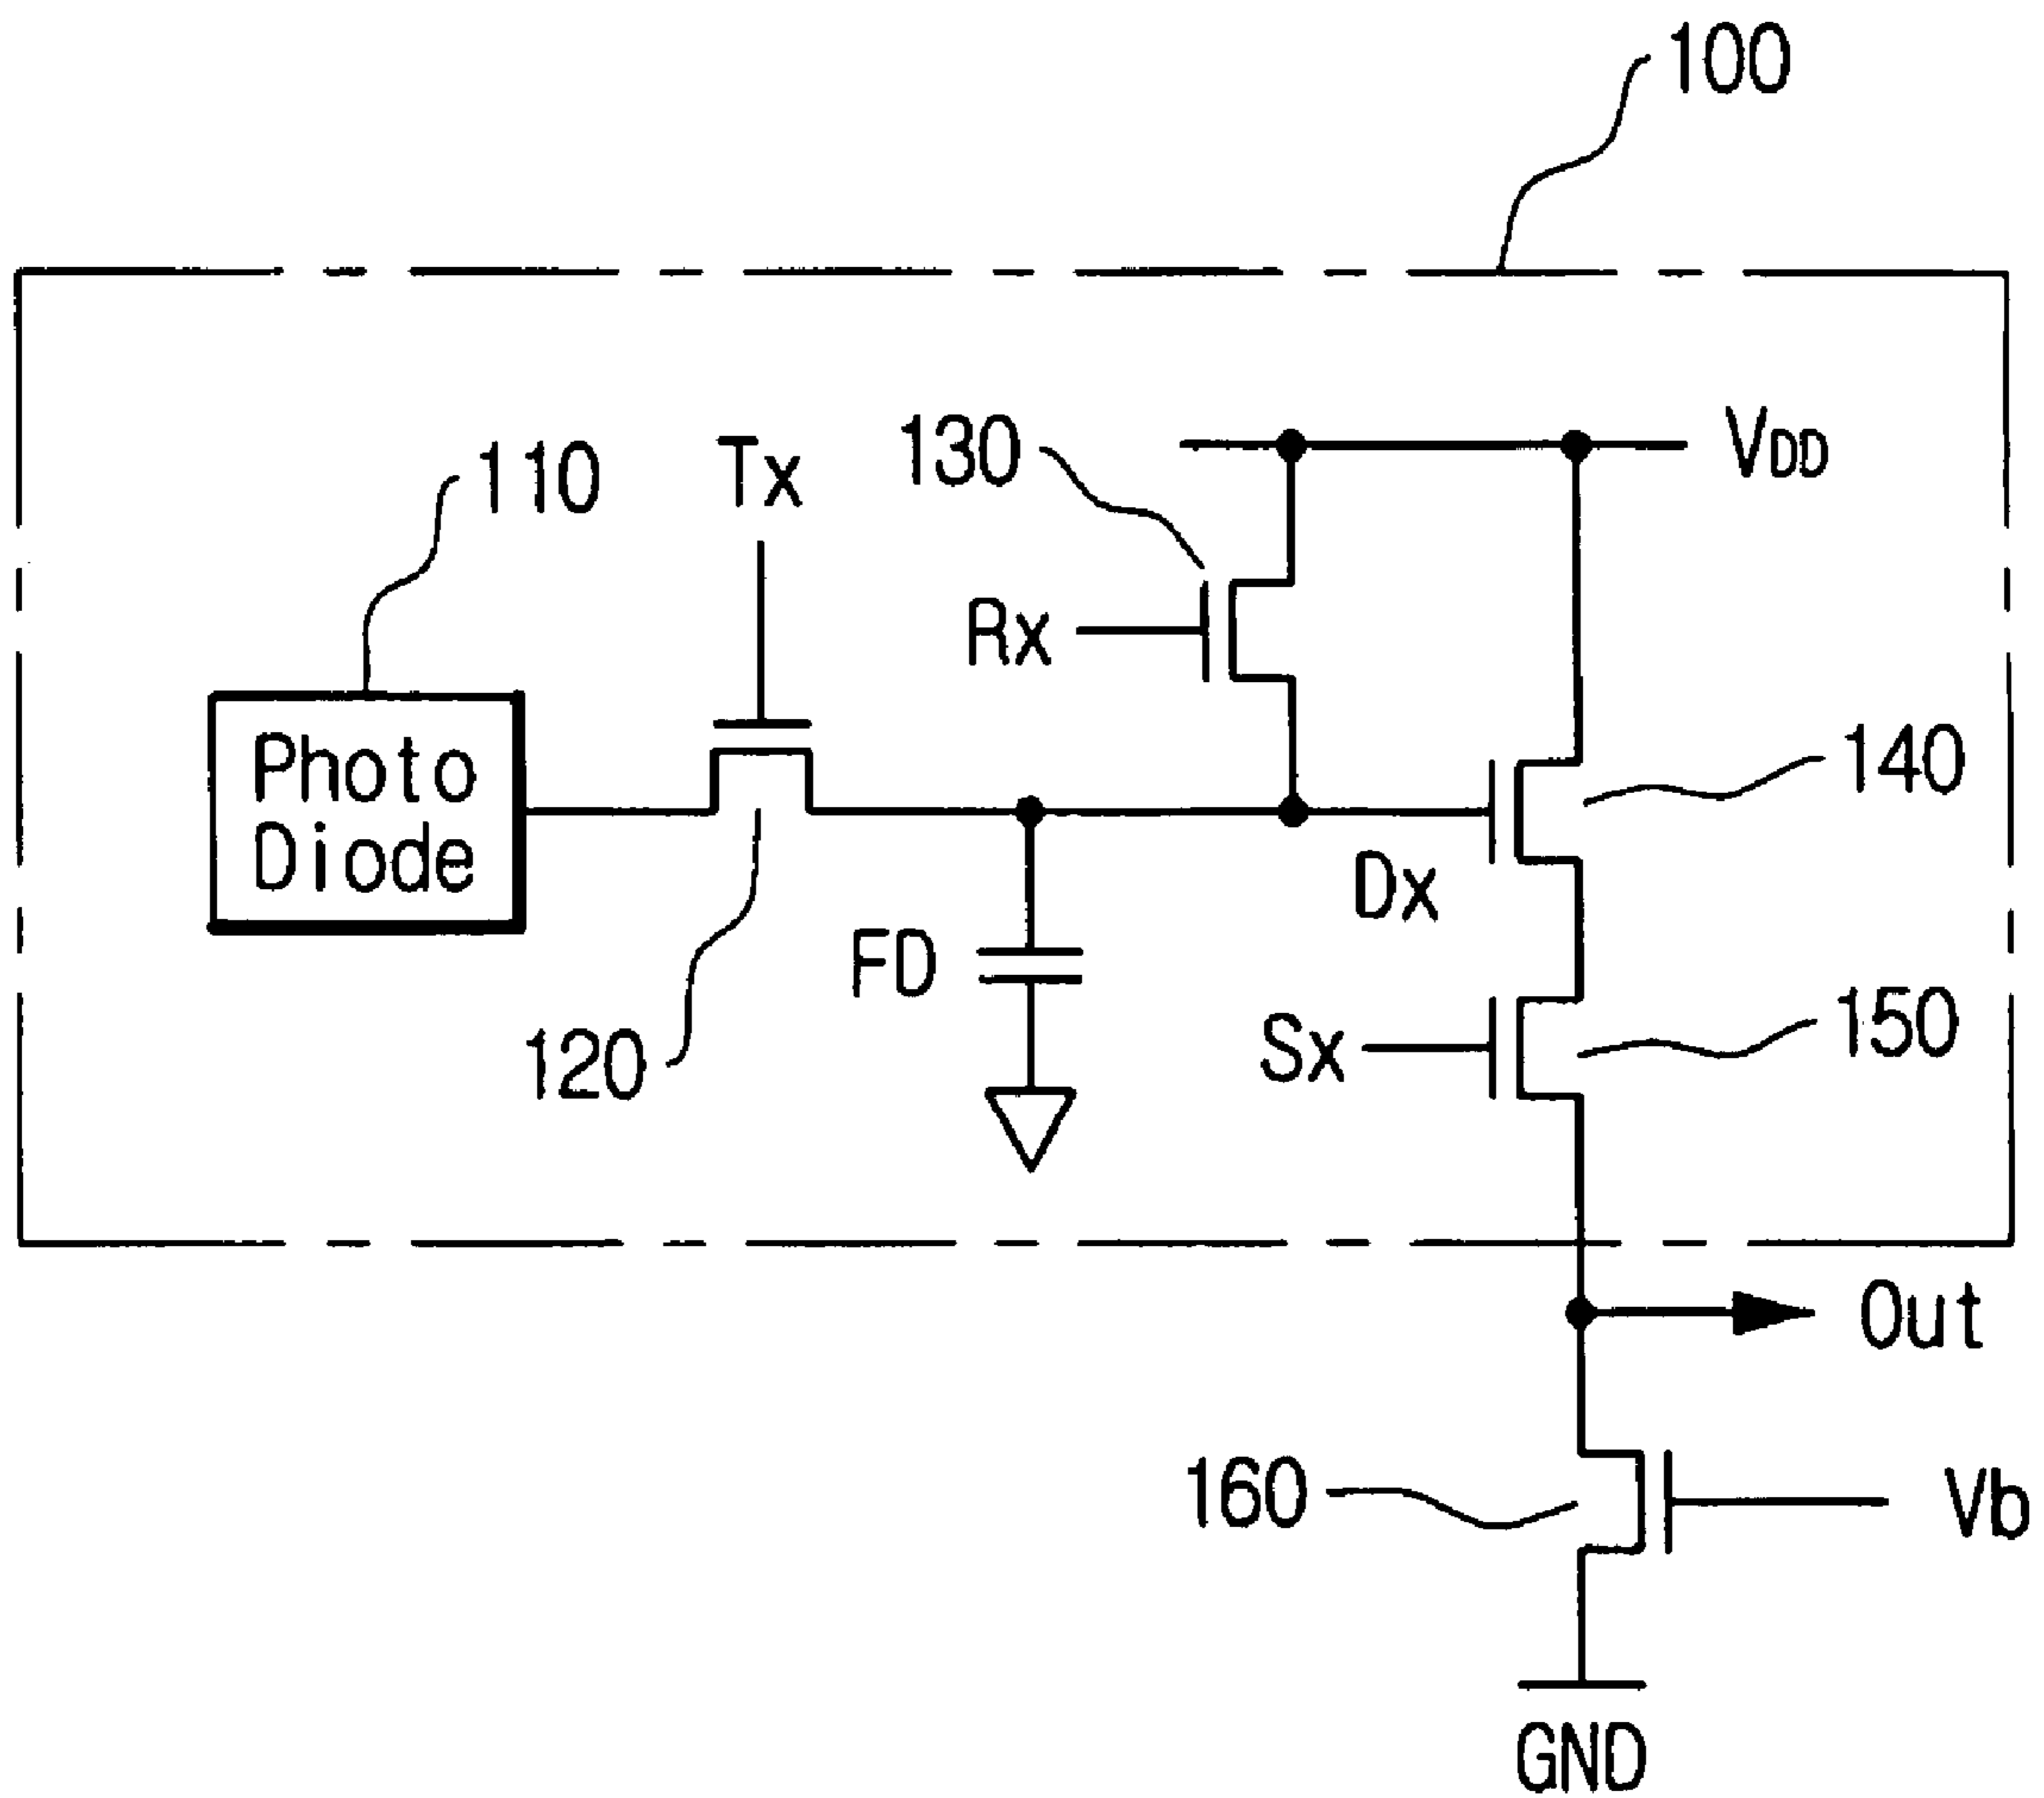 100
VDD
130
Tx
110
Rx
140
Photo
Diode
Dx
FD
150
Sx
120
Out
160
Vb
GND